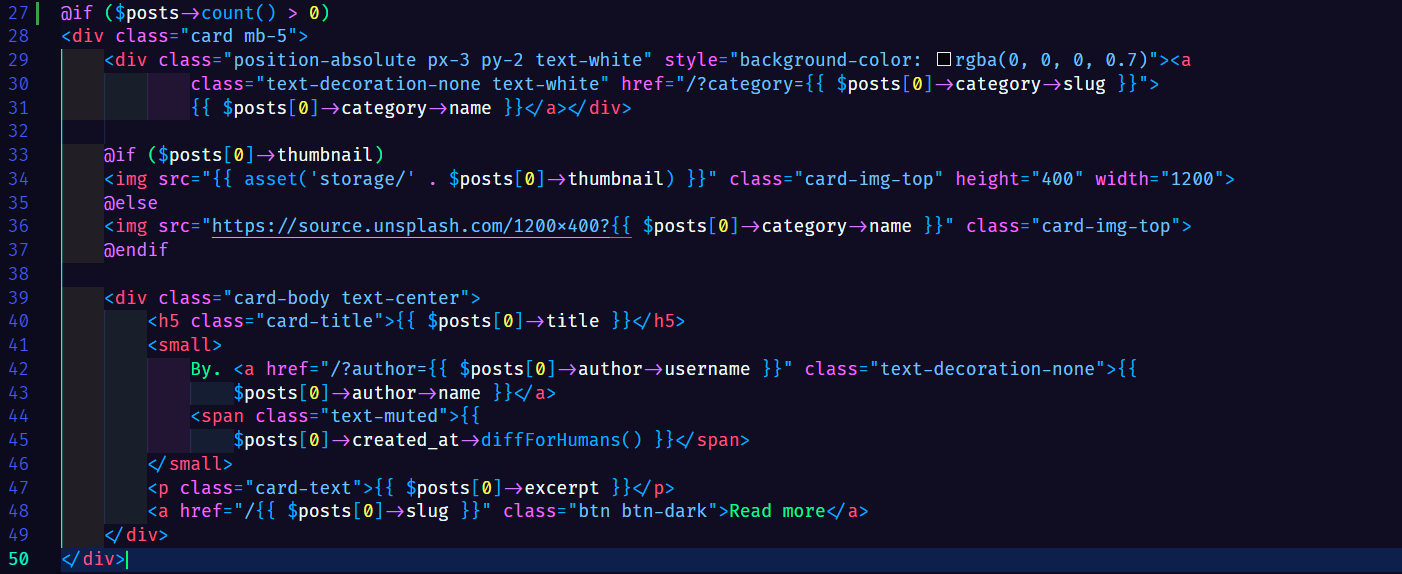 27 @if ($posts->count() > 0)
28 <div class="card mb-5">
29 <div class="position-absolute px-3 py-2 text-white" style="background-color: rgba(0, 0, 0, 0.7)"><a
30 class="text-decoration-none text-white" href="/?category={{ $posts[0]->category->slug }}">
31 {{ $posts[0]->category->name }}</a></div>
32
33 @if ($posts[0]->thumbnail)
34 <img src="{{ asset('storage/' . $posts[0]->thumbnail) }}" class="card-img-top" height="400" width="1200">
35 @else
36 <img src="https://source.unsplash.com/1200x400?{{ $posts[0]->category->name }}" class="card-img-top">
37 @endif
38
39 <div class="card-body text-center">
40 <h5 class="card-title">{{ $posts[0]->title }}</h5>
41 <small>
42 By. <a href="/?author={{ $posts[0]->author->username }}" class="text-decoration-none">{{
43 $posts[0]->author->name }}</a>
44 <span class="text-muted">{{
45 $posts[0]->created_at->diffForHumans() }}</span>
46 </small>
47 <p class="card-text">{{ $posts[0]->excerpt }}</p>
48 <a href="/{{ $posts[0]->slug }}" class="btn btn-dark">Read more</a>
49 </div>
50 </div>